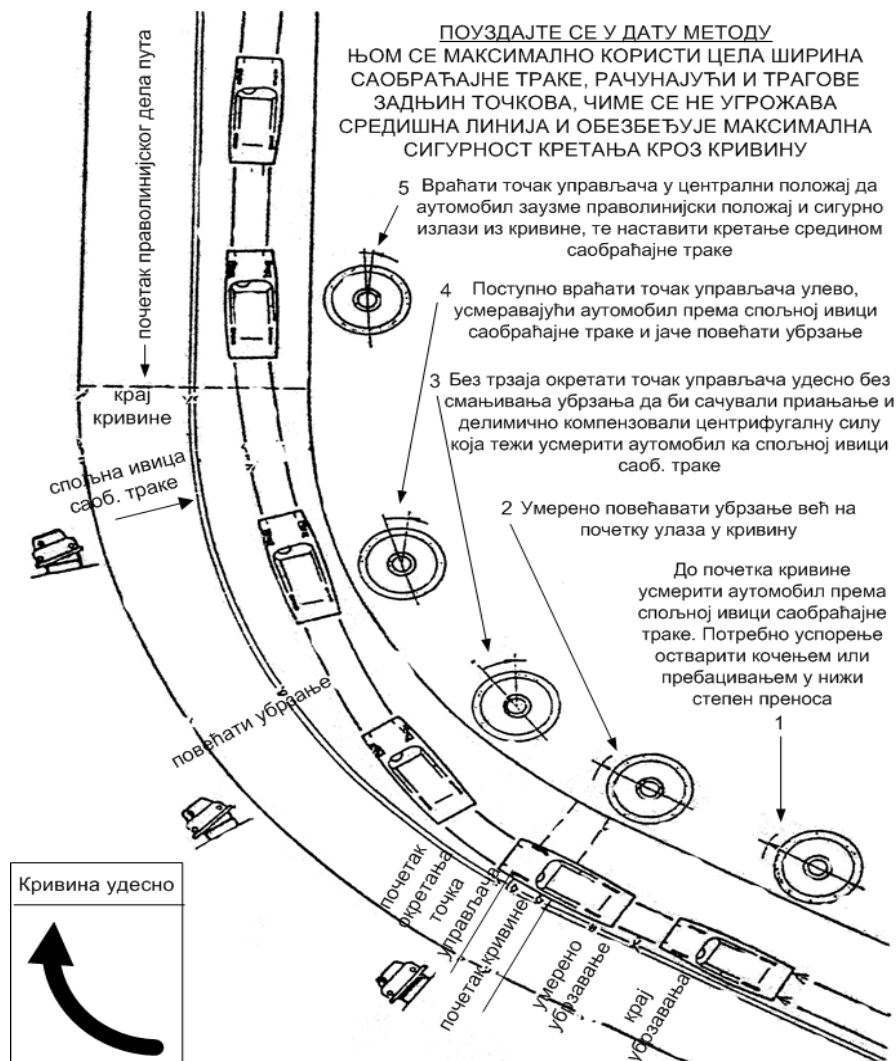 ПОУЗДАЈТЕ СЕ У ДАТУ МЕТОДУ
ЊОМ СЕ МАКСИМАЛНО КОРИСТИ ЦЕЛА ШИРИНА
САОБРАЋАЈНЕ ТРАКЕ, РАЧУНАЈУЋИ И ТРАГОВЕ
ЗАДЊИН ТОЧКОВА, ЧИМЕ СЕ НЕ УГРОЖАВА
СРЕДИШНА ЛИНИЈА И ОБЕЗБЕЂУЈЕ МАКСИМАЛНА
СИГУРНОСТ КРЕТАЊА КРОЗ КРИВИНУ
почетак праволинијског дела пута
5 Враћати точак управљача у централни положај да
аутомобил заузме праволинијски положај и сигурно
излази из кривине, те наставити кретање средином
саобраћајне траке
4 Поступно враћати точак управљача улево,
усмеравајући аутомобил према спољној ивици
саобраћајне траке и јаче повећати убрзање
3 Без трзаја окретати точак управљача удесно без
смањивања убрзања да би сачували приањање и
делимично компензовали центрифугалну силу
која тежи усмерити аутомобил ка спољној ивици
саоб. траке
крај
кривине
спољна ивица
саоб. траке
2 Умерено повећавати убрзање већ на
почетку улаза у кривину
До почетка кривине
усмерити аутомобил према
спољној ивици саобраћајне
траке. Потребно успорење
остварити кочењем или
пребацивањем у нижи
степен преноса
1
повећати убрзање
почетак
окретања
точка
управљача
почетак кривине
умерено
убрзавање
крај
убрзавања
Кривина удесно